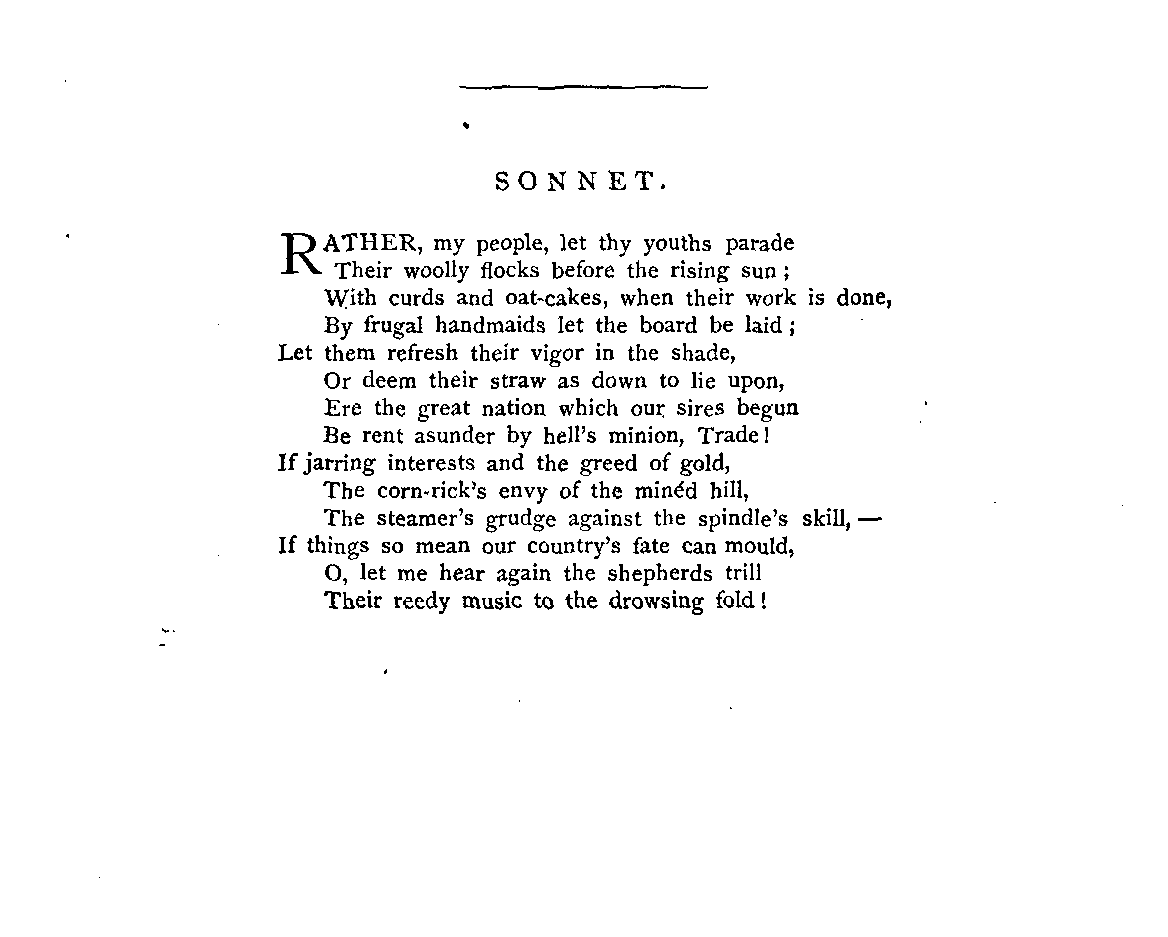 SONNET.
RATHER, my people, let thy youths parade
Their woolly flocks before the rising sun ;
With curds and oat-cakes, when their work is done,
By frugal handmaids let the board be laid ;
Let them refresh their vigor in the shade,
Or deem their straw as down to lie upon,
Ere the great nation which our sires begun
Be rent asunder by hell's minion, Trade !
If jarring interests and the greed of gold,
The corn-rick's envy of the minéd hill,
The steamer's grudge against the spindle's skill, —
If things so mean our country's fate can mould,
O, let me hear again the shepherds trill
Their reedy music to the drowsing fold !